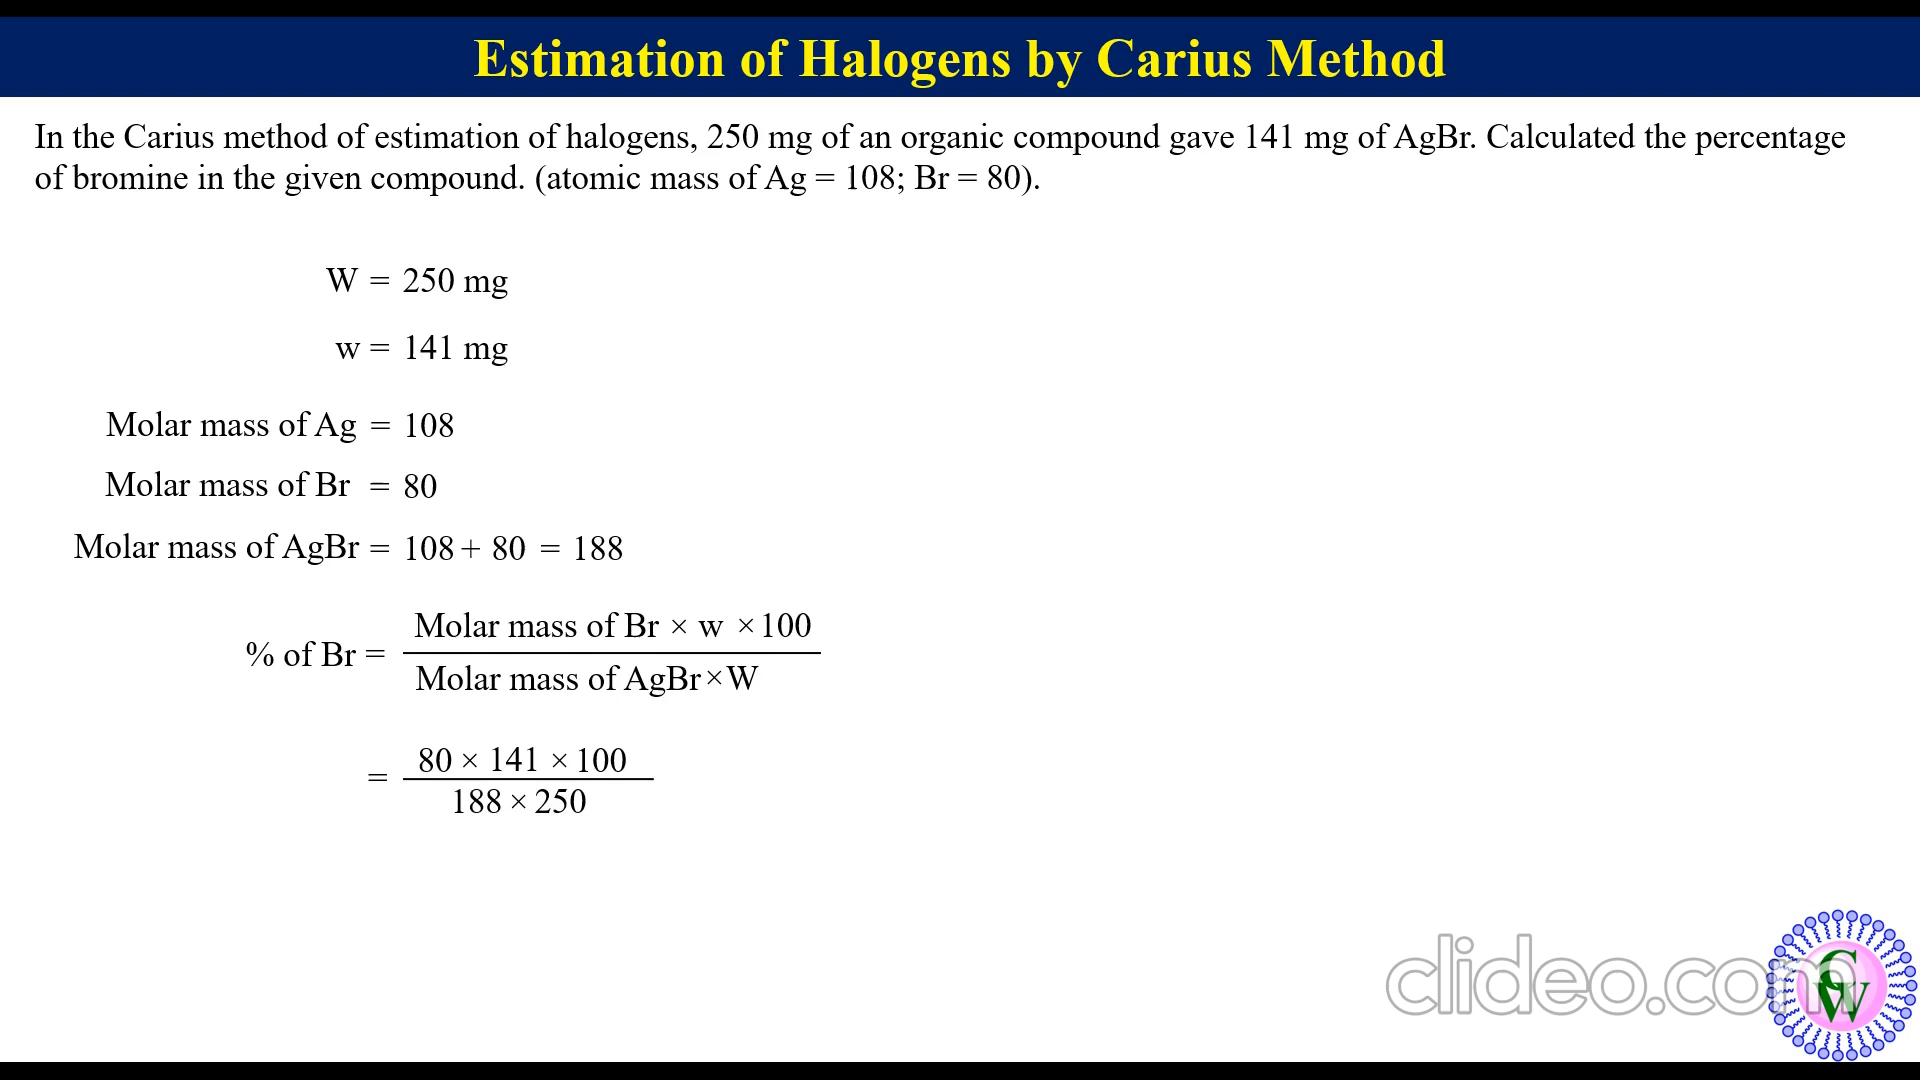 Estimation of Halogens by Carius Method
In the Carius method of estimation of halogens, 250 mg of an organic compound gave 141 mg of AgBr. Calculated the percentage
of bromine in the given compound. (atomic mass of Ag = 108; Br = 80).
W = 250 mg
w = 141 mg
Molar mass of Ag = 108
Molar mass of Br = 80
Molar mass of AgBr = 108 + 80 = 188
Molar mass of Br × w × 100
% of Br =
Molar mass of AgBr × W
80 × 141 × 100
=
188 × 250
clideo.com
CW